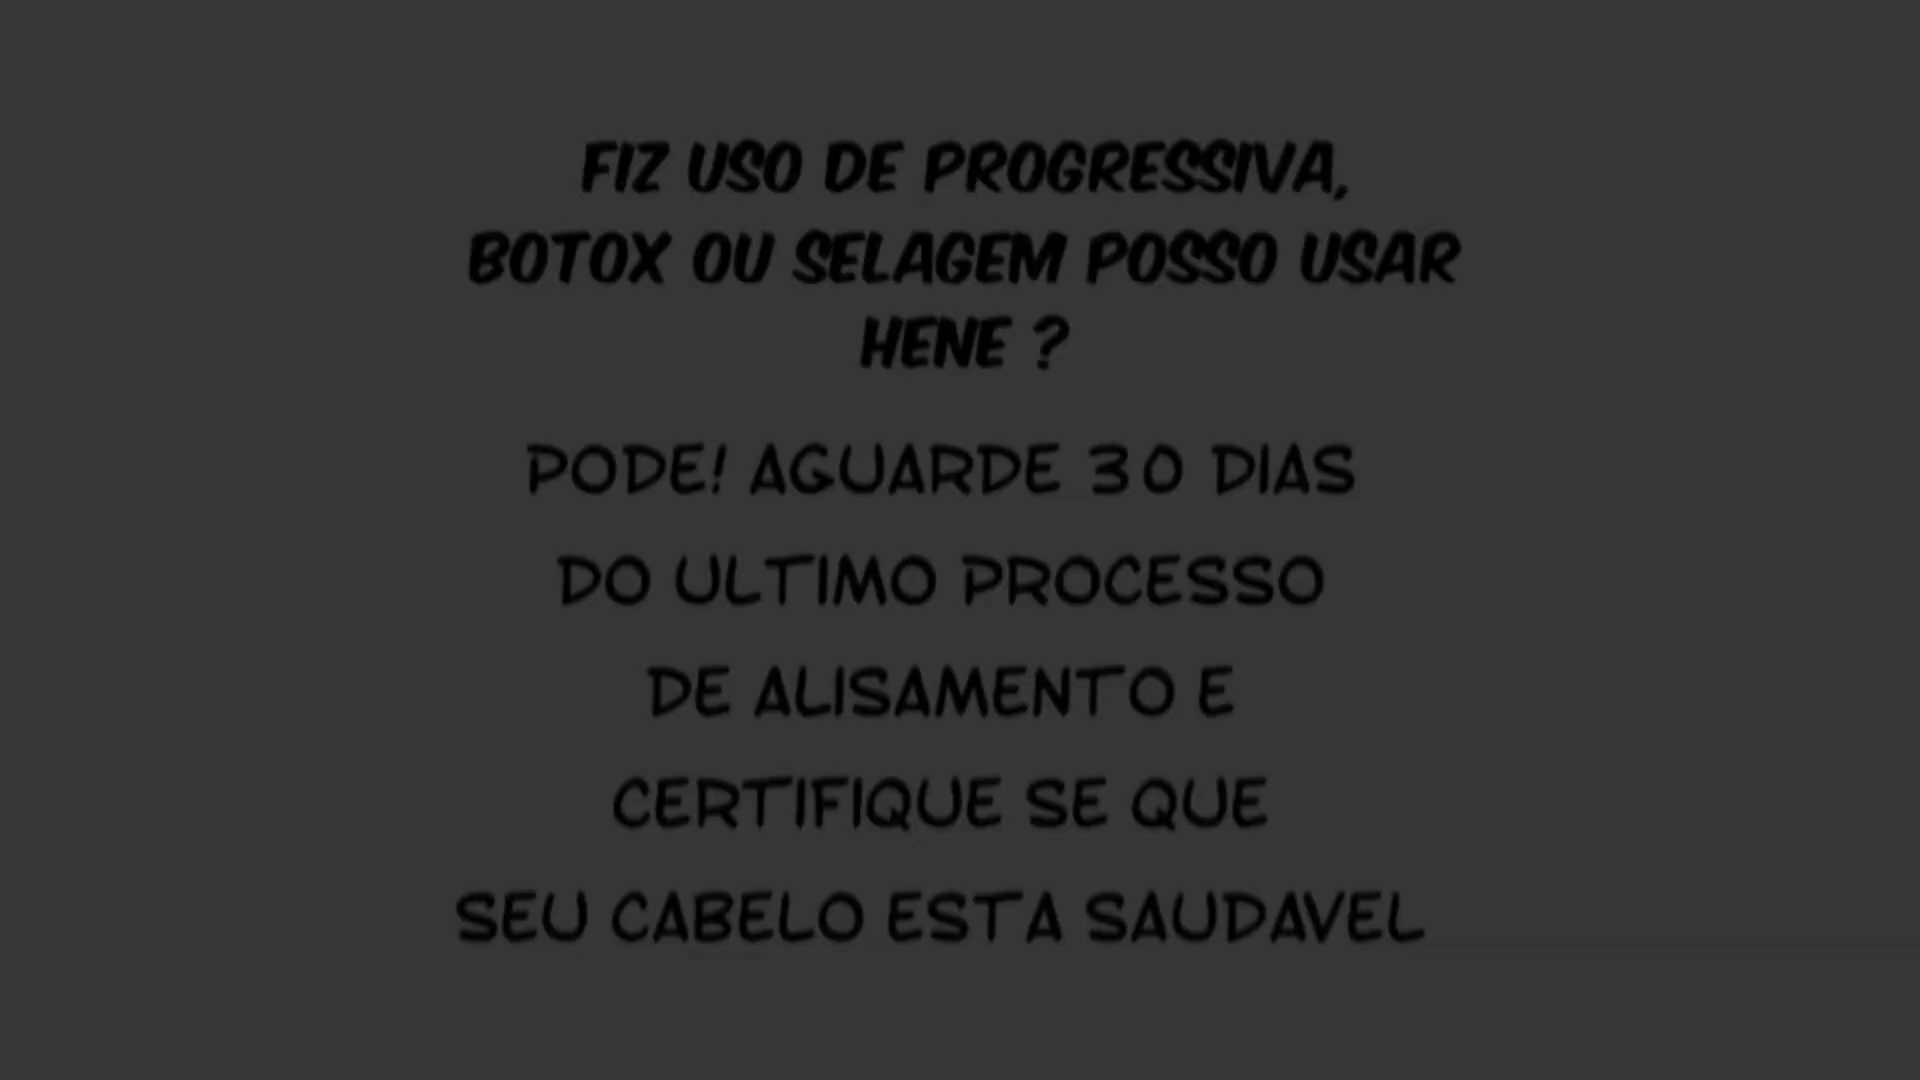 FIZ USO DE PROGRESSIVA,
BOTOX OU SELAGEM POSSO USAR
HENE ?
PODE! AGUARDE 30 DIAS
DO ULTIMO PROCESSO
DE ALISAMENTO E
CERTIFIQUE SE QUE
SEU CABELO ESTA SAUDAVEL